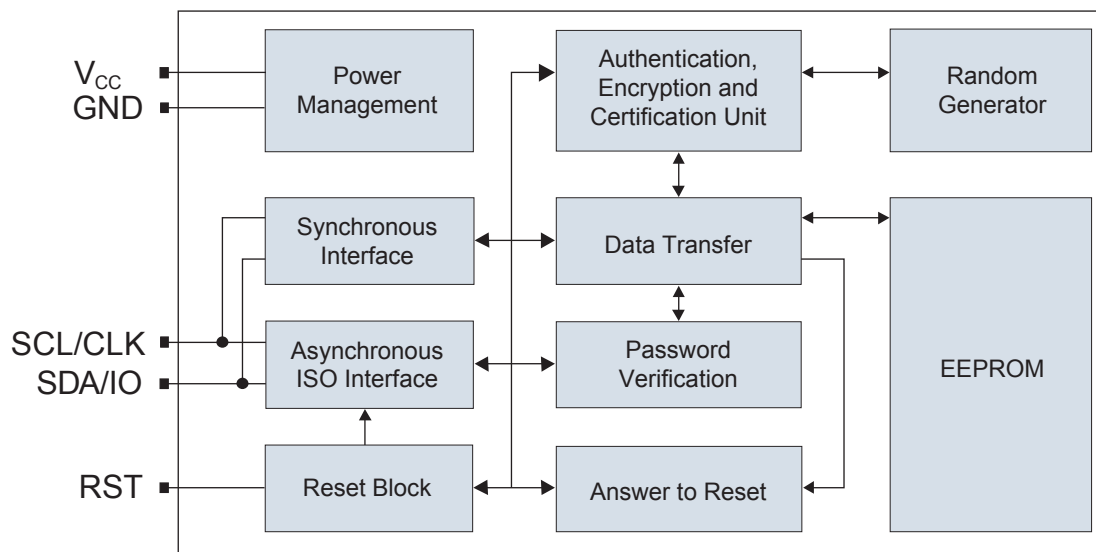 V_CC
GND
Power
Management
Authentication,
Encryption and
Certification Unit
Random
Generator
Synchronous
Interface
Data Transfer
SCL/CLK
SDA/IO
Asynchronous
ISO Interface
Password
Verification
EEPROM
RST
Reset Block
Answer to Reset